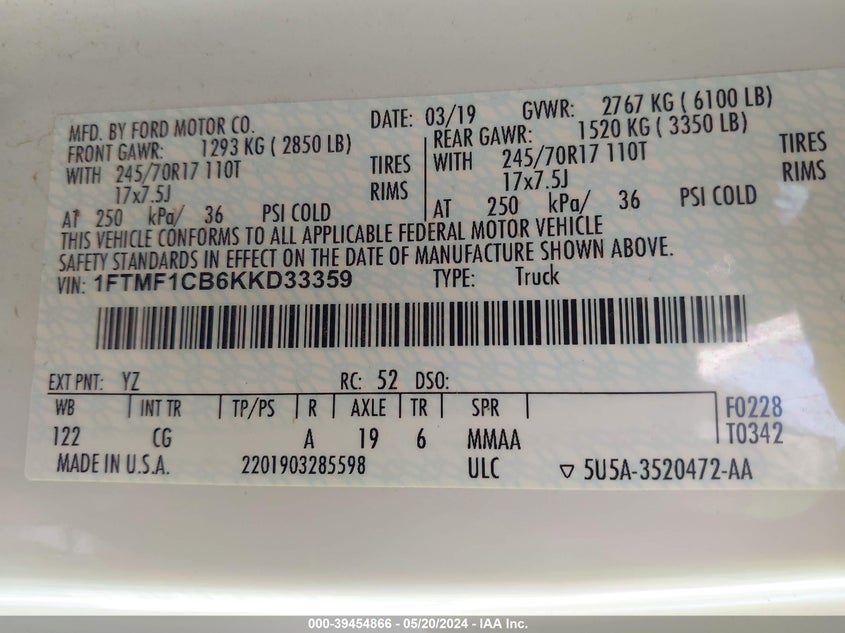 MFD. BY FORD MOTOR CO.
DATE: 03/19 GVWR: 2767 KG ( 6100 LB)
FRONT GAWR: 1293 KG ( 2850 LB)
WITH 245/70R17 110T TIRES
17x7.5J RIMS
AT 250 kPa/ 36 PSI COLD
REAR GAWR: 1520 KG ( 3350 LB)
WITH 245/70R17 110T TIRES
17x7.5J RIMS
AT 250 kPa/ 36 PSI COLD
THIS VEHICLE CONFORMS TO ALL APPLICABLE FEDERAL MOTOR VEHICLE
SAFETY STANDARDS IN EFFECT ON THE DATE OF MANUFACTURE SHOWN ABOVE.
VIN: 1FTMF1CB6KKD33359 TYPE: Truck
EXT PNT: YZ RC: 52 DSO:
WB INT TR TP/PS R AXLE TR SPR F0228
122 CG A 19 6 MMAA T0342
MADE IN U.S.A. 2201903285598 ULC ▽ 5U5A-3520472-AA
000-39454866 - 05/20/2024 - IAA Inc.